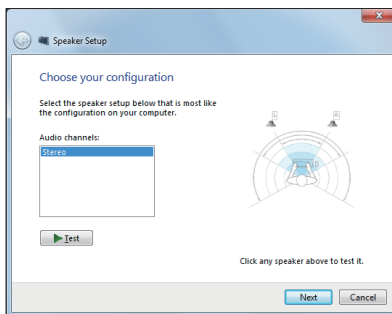 Speaker Setup
Choose your configuration
Select the speaker setup below that is most like
the configuration on your computer.
Audio channels:
Stereo
L R
Test
Click any speaker above to test it.
Next Cancel